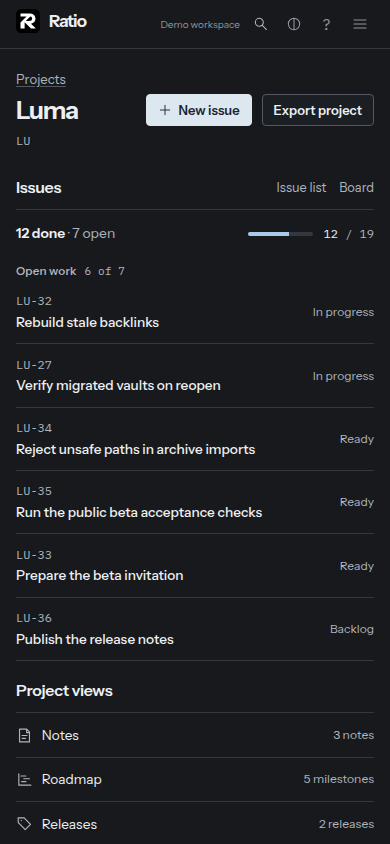 Ratio
Demo workspace
?
Projects
Luma
New issue
Export project
LU
Issues
Issue list
Board
12 done · 7 open
12 / 19
Open work 6 of 7
LU-32
Rebuild stale backlinks
In progress
LU-27
Verify migrated vaults on reopen
In progress
LU-34
Reject unsafe paths in archive imports
Ready
LU-35
Run the public beta acceptance checks
Ready
LU-33
Prepare the beta invitation
Ready
LU-36
Publish the release notes
Backlog
Project views
Notes
3 notes
Roadmap
5 milestones
Releases
2 releases